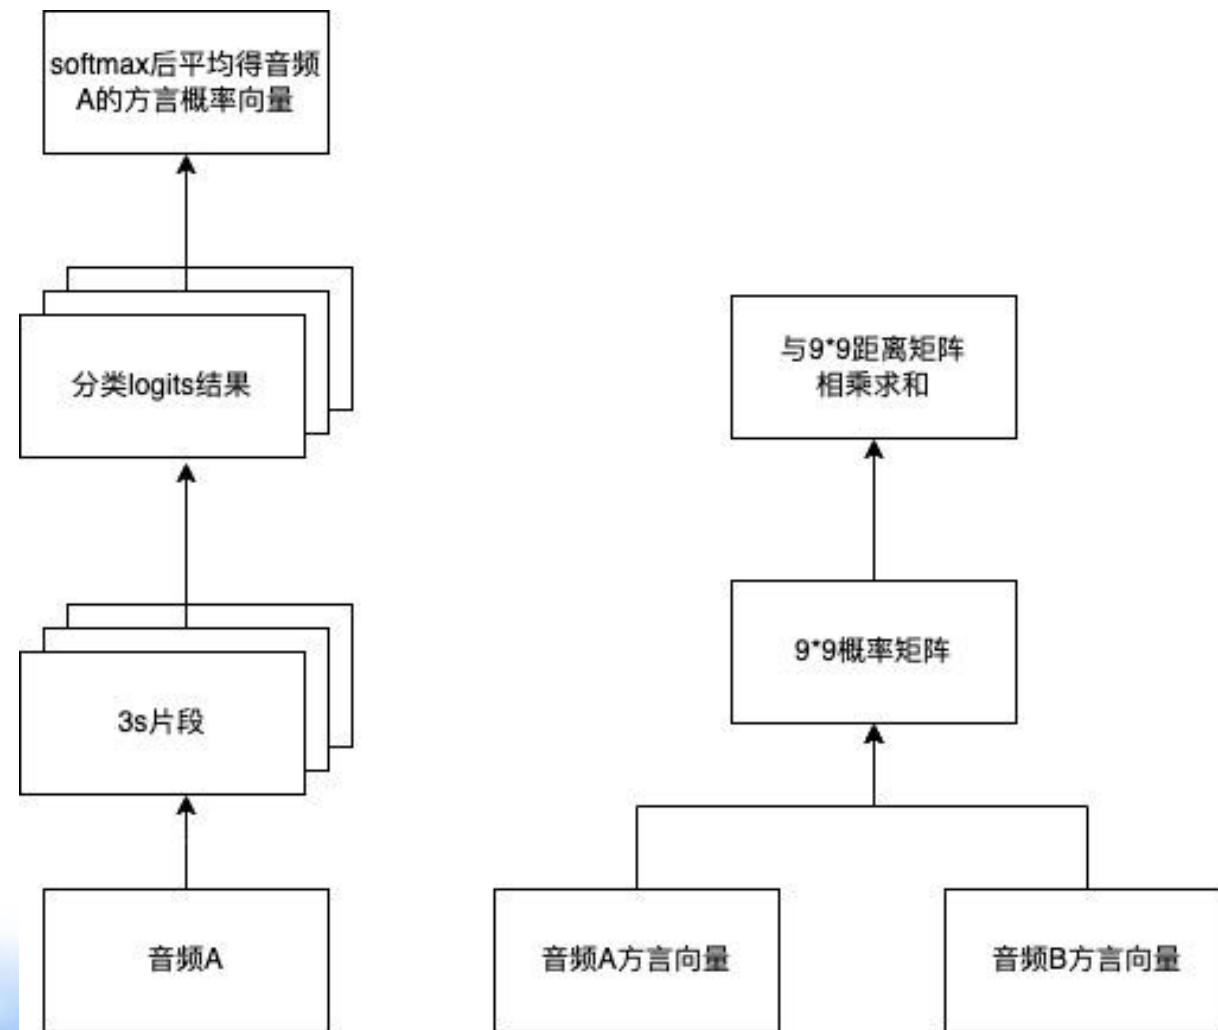 softmax后平均得音频
A的方言概率向量
分类logits结果
3s片段
音频A
与9*9距离矩阵
相乘求和
9*9概率矩阵
音频A方言向量
音频B方言向量